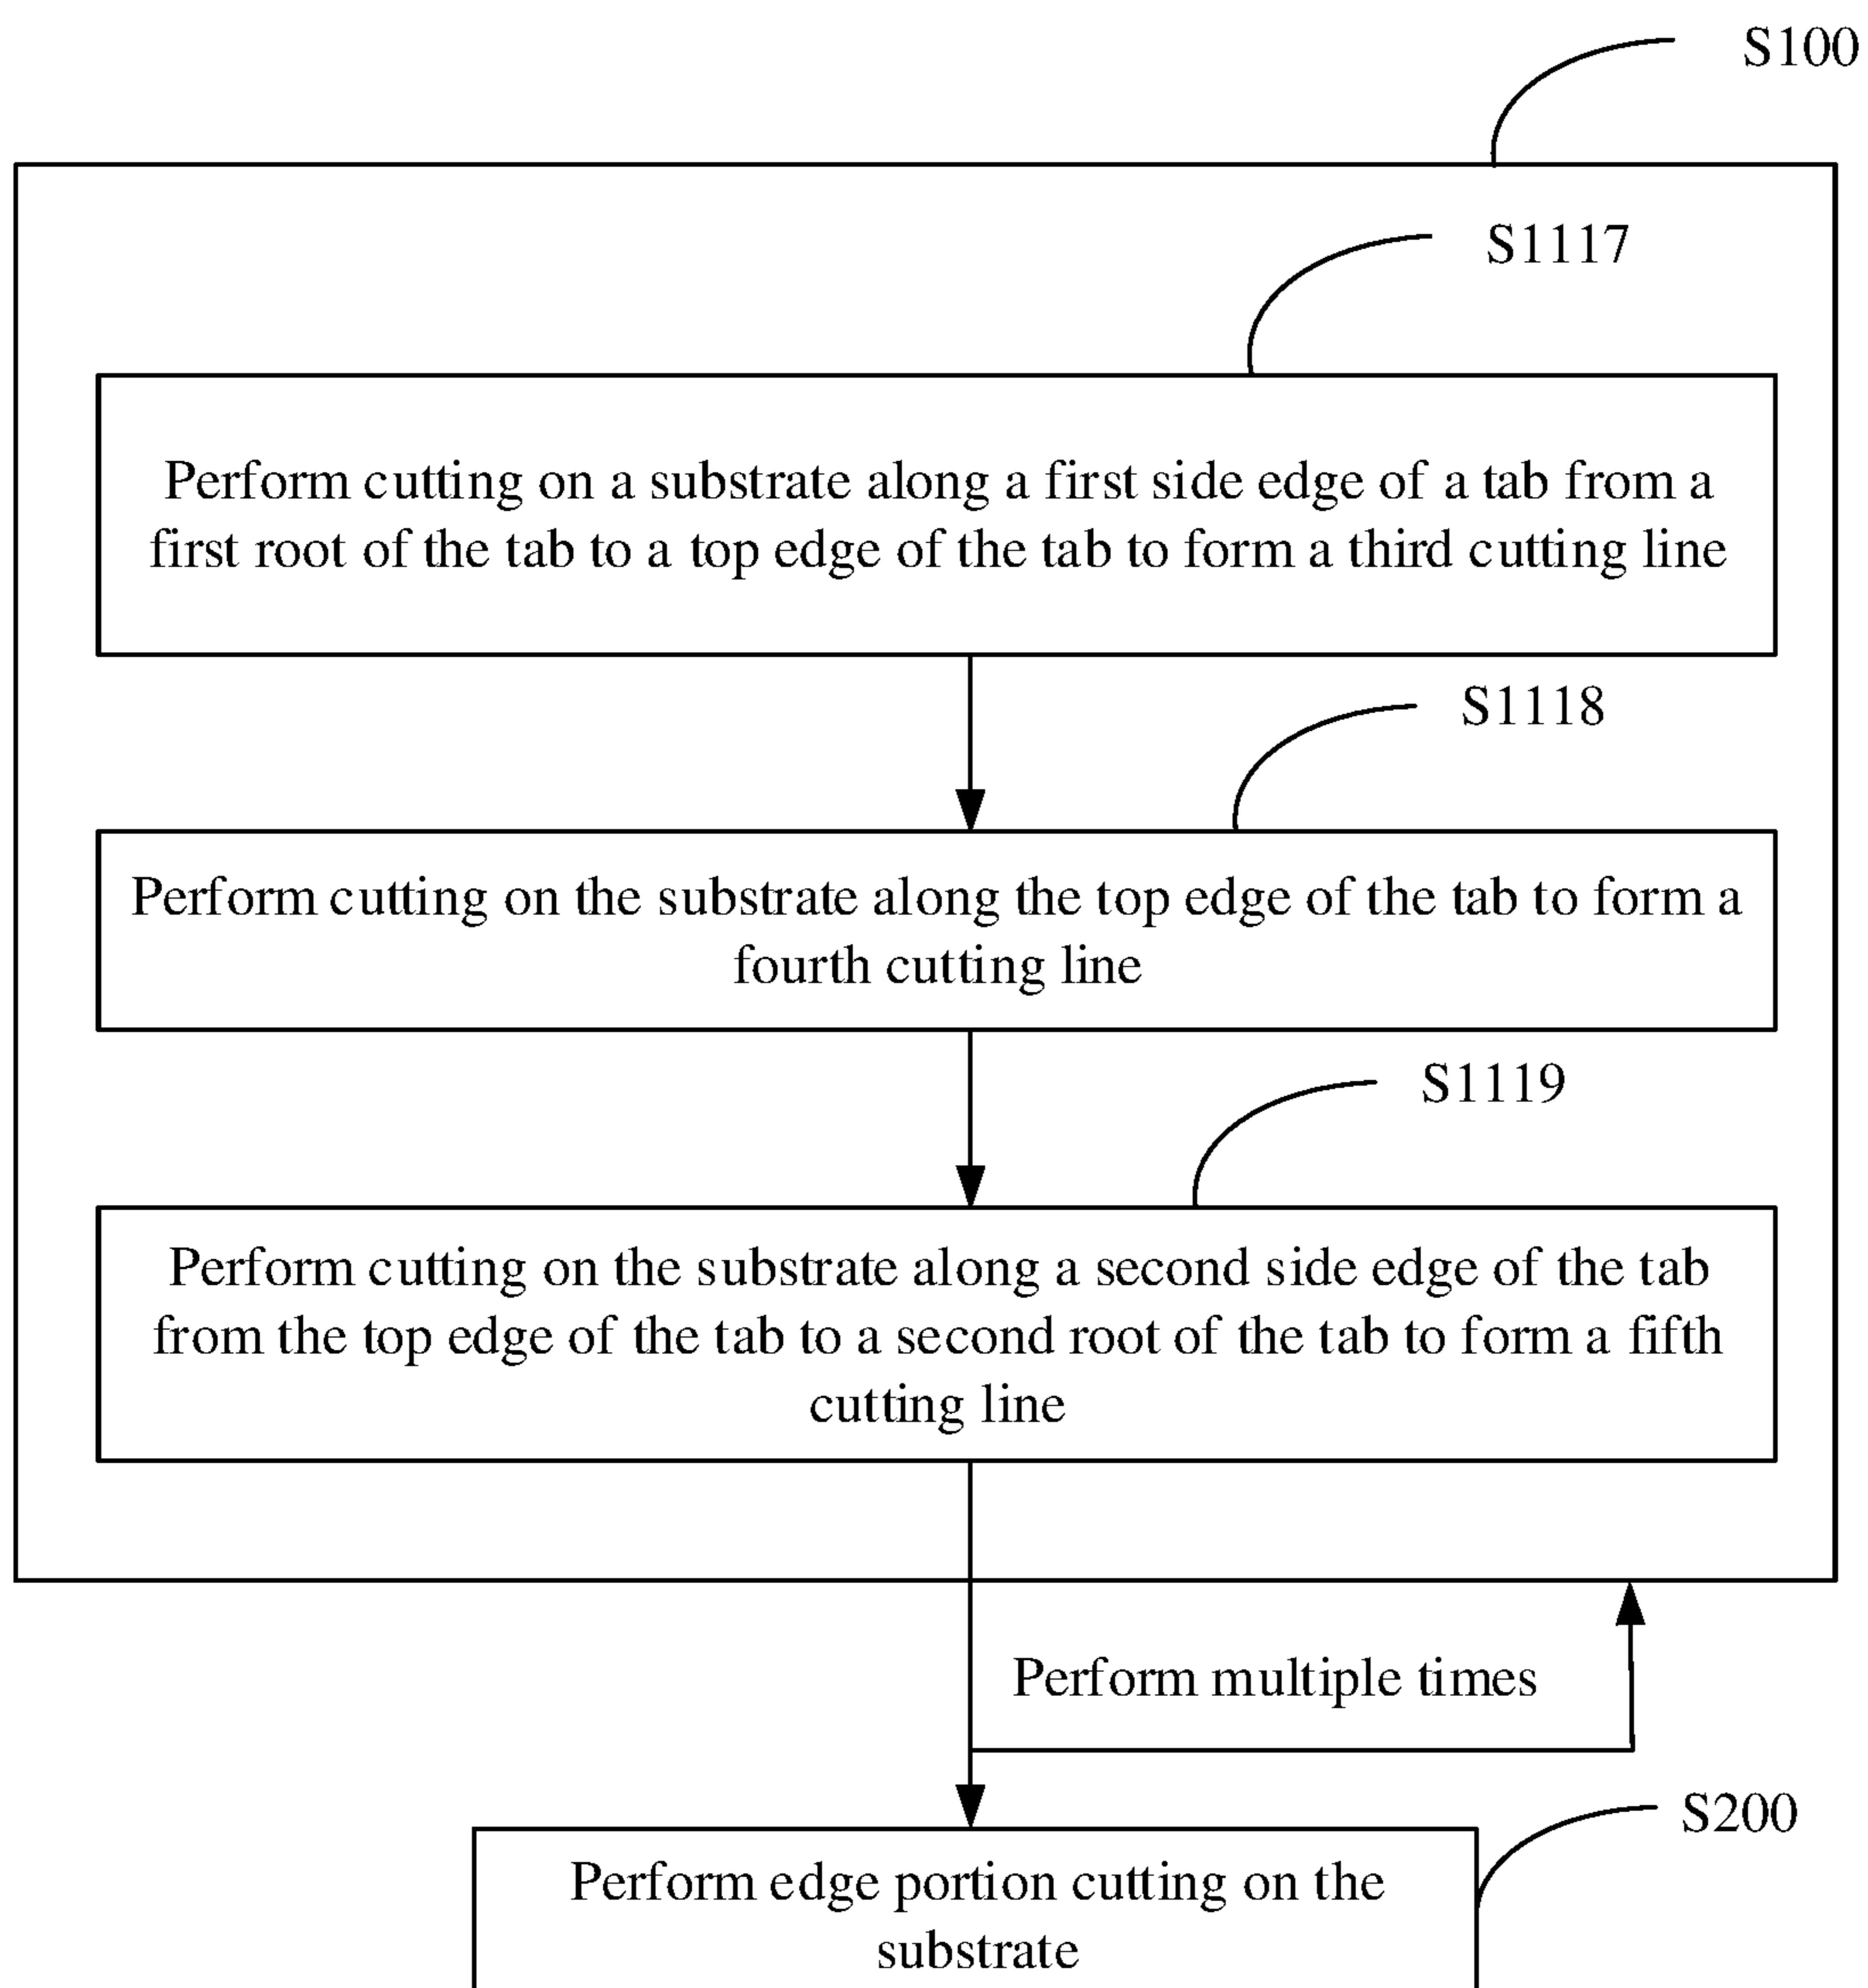 S100
S1117
Perform cutting on a substrate along a first side edge of a tab from a
first root of the tab to a top edge of the tab to form a third cutting line
S1118
Perform cutting on the substrate along the top edge of the tab to form a
fourth cutting line
S1119
Perform cutting on the substrate along a second side edge of the tab
from the top edge of the tab to a second root of the tab to form a fifth
cutting line
Perform multiple times
S200
Perform edge portion cutting on the
substrate